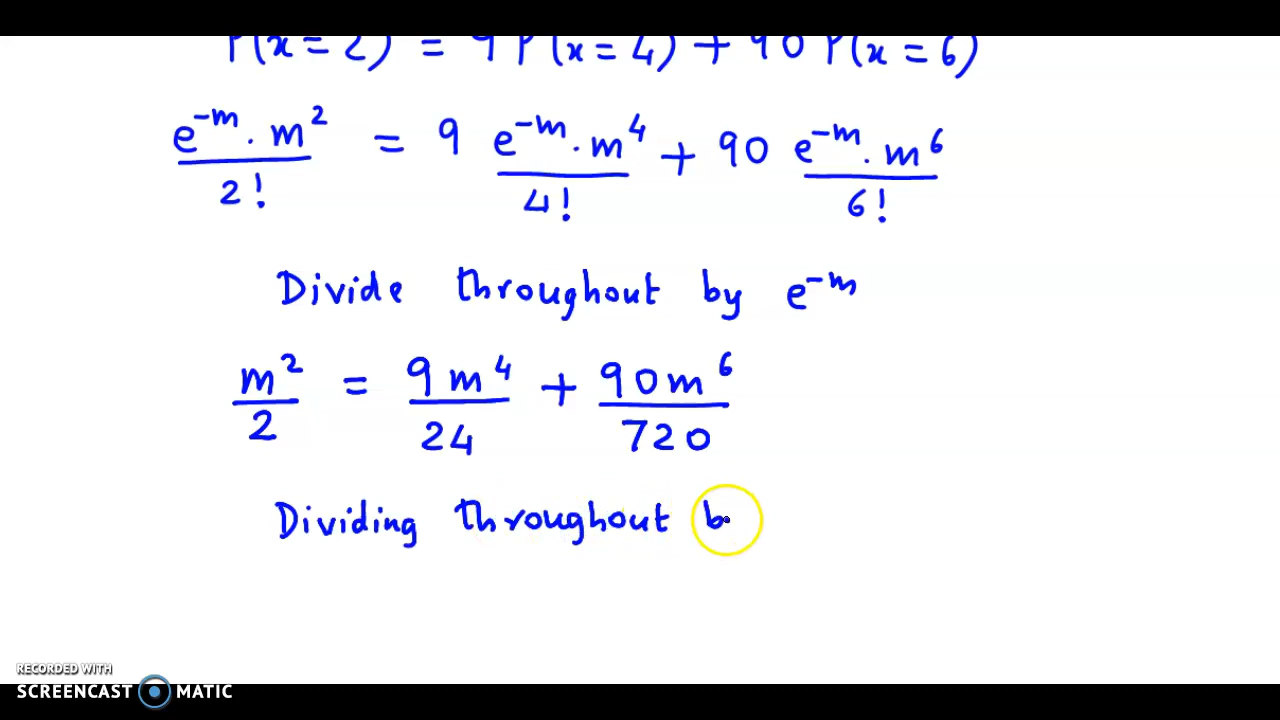 P(x = 2) = 9 P(x = 4) + 90 P(x = 6)
e^-m . m^2 / 2! = 9 e^-m . m^4 / 4! + 90 e^-m . m^6 / 6!
Divide throughout by e^-m
m^2 / 2 = 9m^4 / 24 + 90m^6 / 720
Dividing throughout b
RECORDED WITH
SCREENCAST MATIC